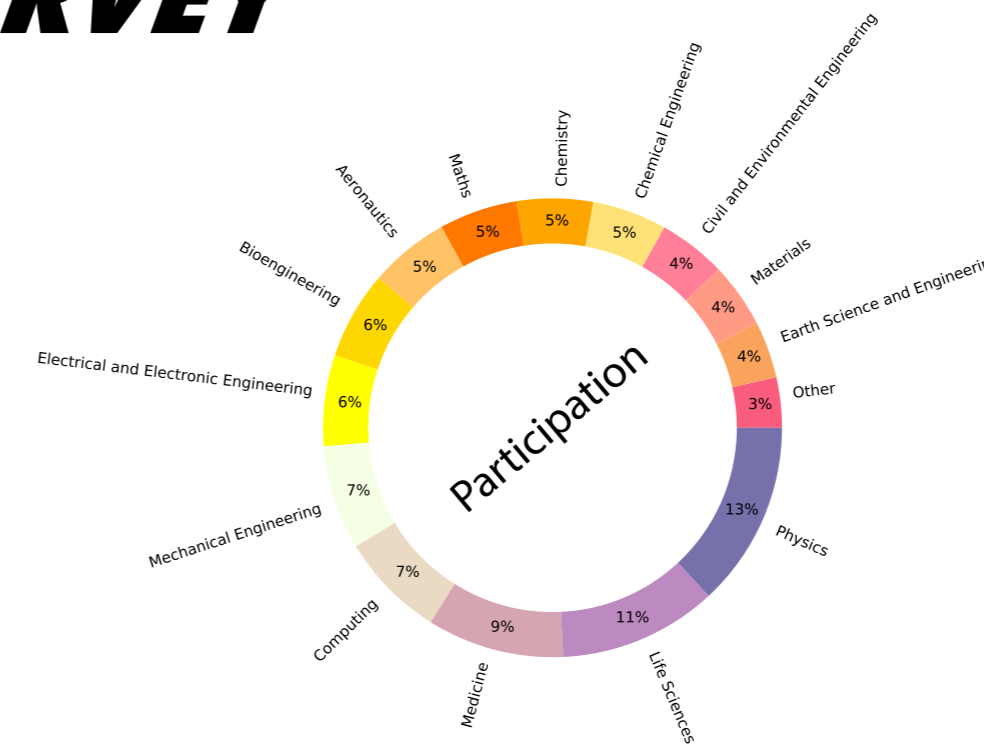 RVEY
Chemistry
5%
Chemical Engineering
5%
Civil and Environmental Engineering
4%
Materials
4%
Earth Science and Engineerin
4%
Other
3%
Physics
13%
Life Sciences
11%
Medicine
9%
Computing
7%
Mechanical Engineering
7%
Electrical and Electronic Engineering
6%
Bioengineering
6%
Aeronautics
5%
Maths
5%
Participation